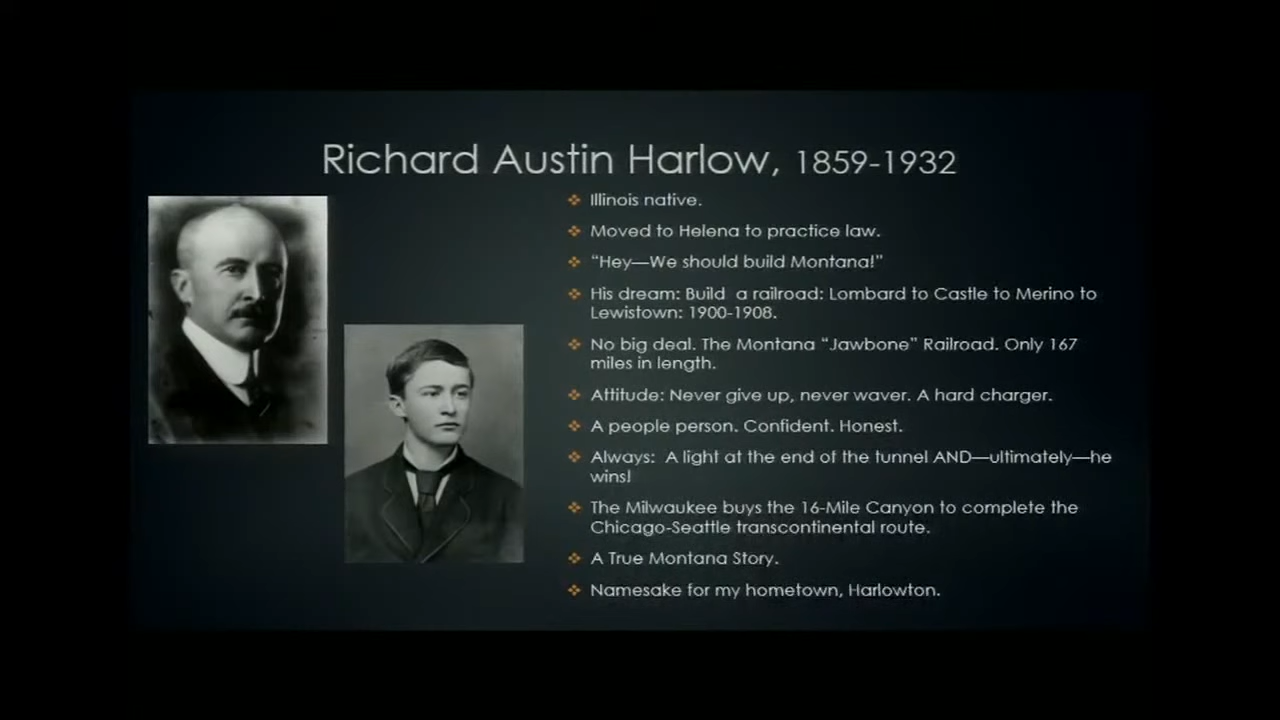 Richard Austin Harlow, 1859-1932
Illinois native.
Moved to Helena to practice law.
“Hey—We should build Montana!”
His dream: Build  a railroad: Lombard to Castle to Merino to
Lewistown: 1900-1908.
No big deal. The Montana “Jawbone” Railroad. Only 167
miles in length.
Attitude: Never give up, never waver. A hard charger.
A people person. Confident. Honest.
Always:  A light at the end of the tunnel AND—ultimately—he
wins!
The Milwaukee buys the 16-Mile Canyon to complete the
Chicago-Seattle transcontinental route.
A True Montana Story.
Namesake for my hometown, Harlowton.